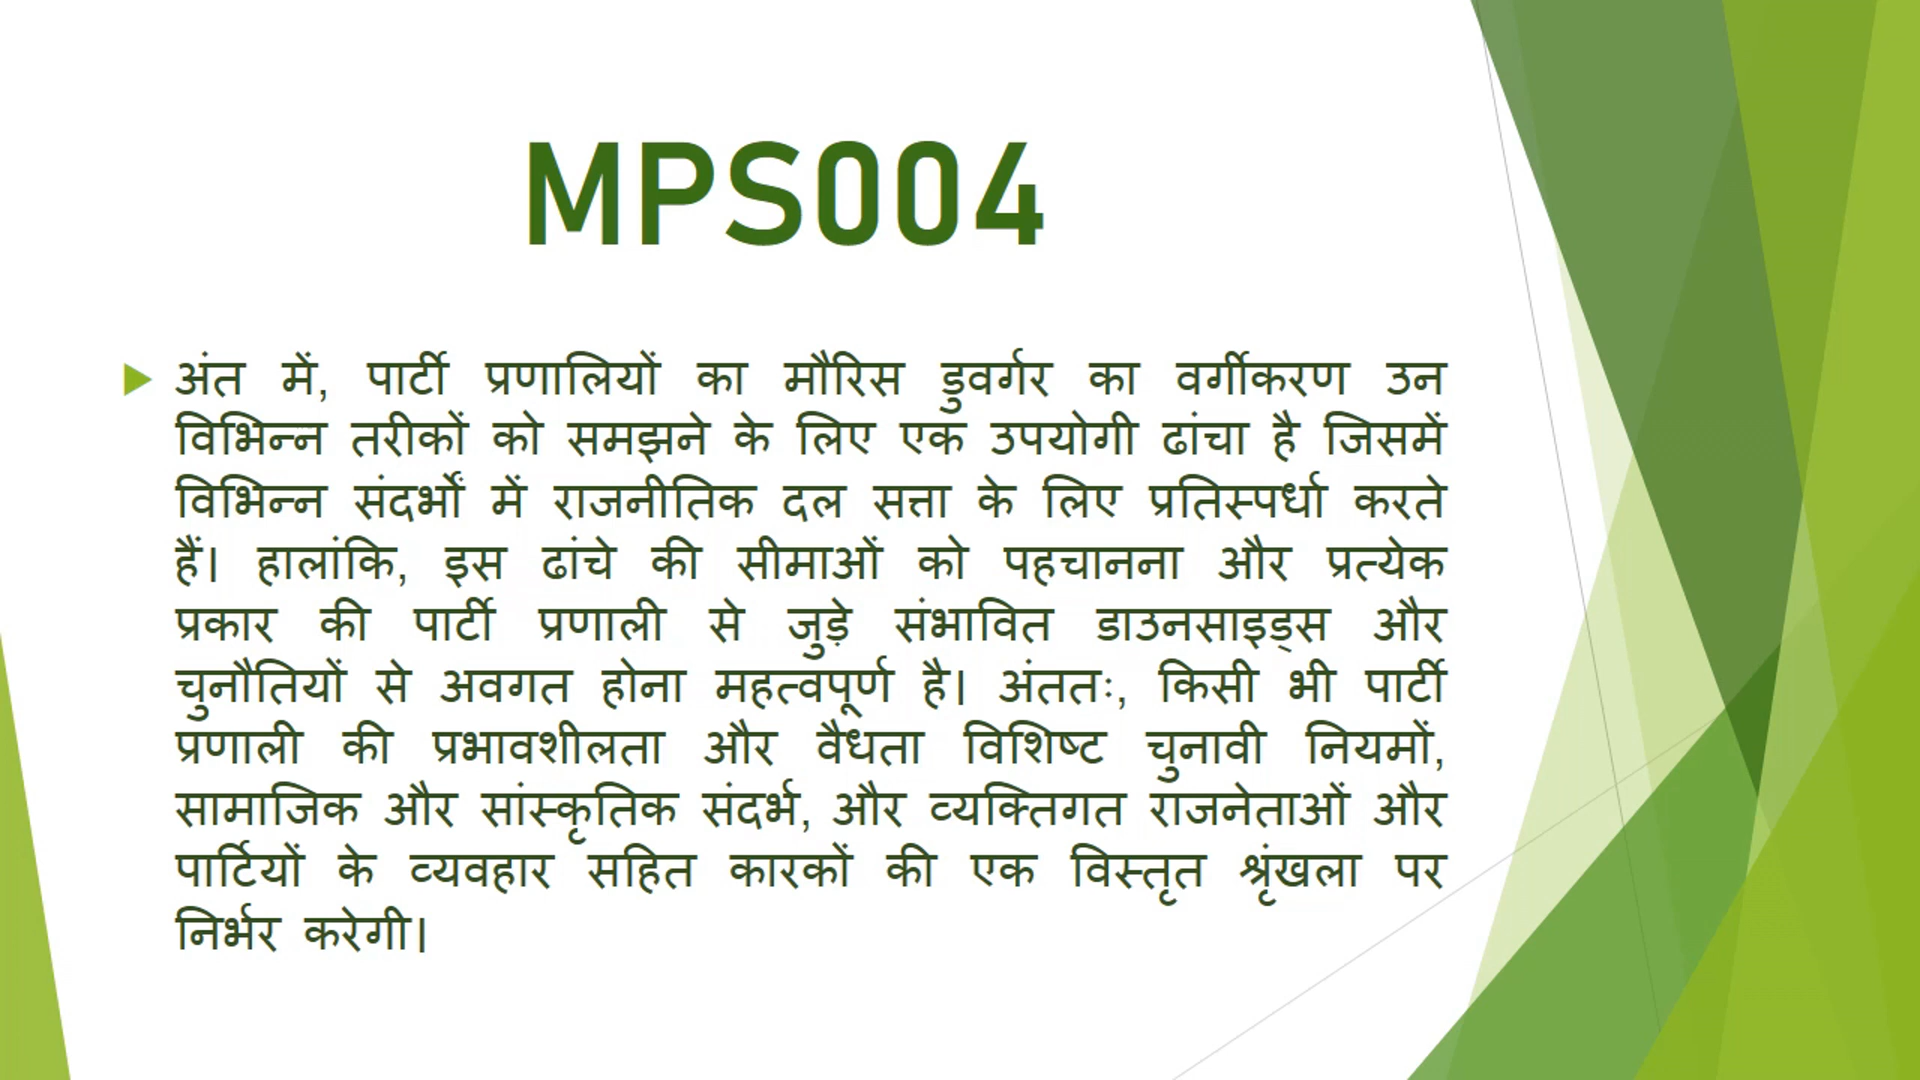 MPS004
अंत में, पार्टी प्रणालियों का मौरिस डुवर्गर का वर्गीकरण उन
विभिन्न तरीकों को समझने के लिए एक उपयोगी ढांचा है जिसमें
विभिन्न संदर्भों में राजनीतिक दल सत्ता के लिए प्रतिस्पर्धा करते
हैं। हालांकि, इस ढांचे की सीमाओं को पहचानना और प्रत्येक
प्रकार की पार्टी प्रणाली से जुड़े संभावित डाउनसाइड्स और
चुनौतियों से अवगत होना महत्वपूर्ण है। अंततः, किसी भी पार्टी
प्रणाली की प्रभावशीलता और वैधता विशिष्ट चुनावी नियमों,
सामाजिक और सांस्कृतिक संदर्भ, और व्यक्तिगत राजनेताओं और
पार्टियों के व्यवहार सहित कारकों की एक विस्तृत श्रृंखला पर
निर्भर करेगी।